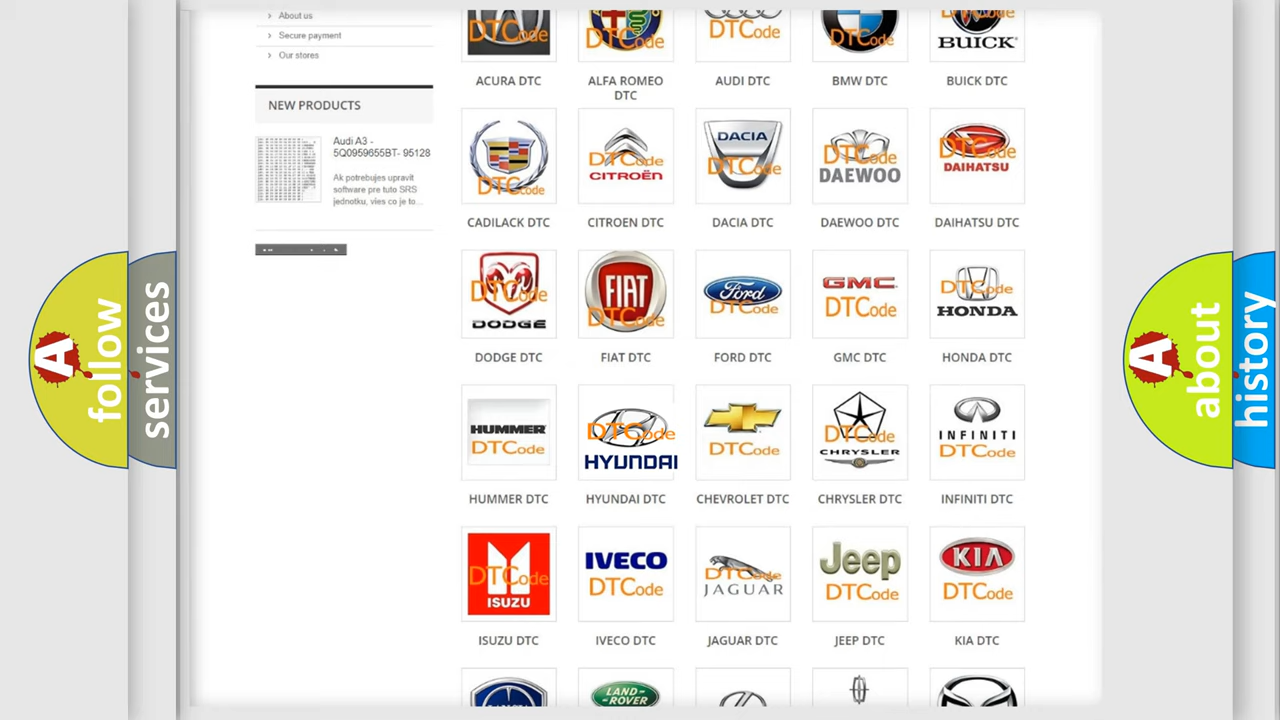 About us
Secure payment
Our stores
NEW PRODUCTS
Audi A3 -
5Q0959655BT- 95128
Ak potrebujes upravit
software pre tuto SRS
jednotku, vies co je to...
DTCode
DTCode
DTCode
DTCode
BUICK
ACURA DTC
ALFA ROMEO
DTC
AUDI DTC
BMW DTC
BUICK DTC
DTCode
DTCode
CITROËN
DACIA
DTCode
DTCode
DAEWOO
DTCode
DAIHATSU
CADILACK DTC
CITROEN DTC
DACIA DTC
DAEWOO DTC
DAIHATSU DTC
DTCode
DODGE
FIAT
DTCode
Ford
DTCode
GMC
DTCode
DTCode
HONDA
DODGE DTC
FIAT DTC
FORD DTC
GMC DTC
HONDA DTC
HUMMER
DTCode
DTCode
HYUNDAI
DTCode
DTCode
CHRYSLER
INFINITI
DTCode
HUMMER DTC
HYUNDAI DTC
CHEVROLET DTC
CHRYSLER DTC
INFINITI DTC
DTCode
ISUZU
IVECO
DTCode
DTCode
JAGUAR
Jeep
DTCode
KIA
DTCode
ISUZU DTC
IVECO DTC
JAGUAR DTC
JEEP DTC
KIA DTC
LAND-
ROVER
A
follow
services
A
about
history